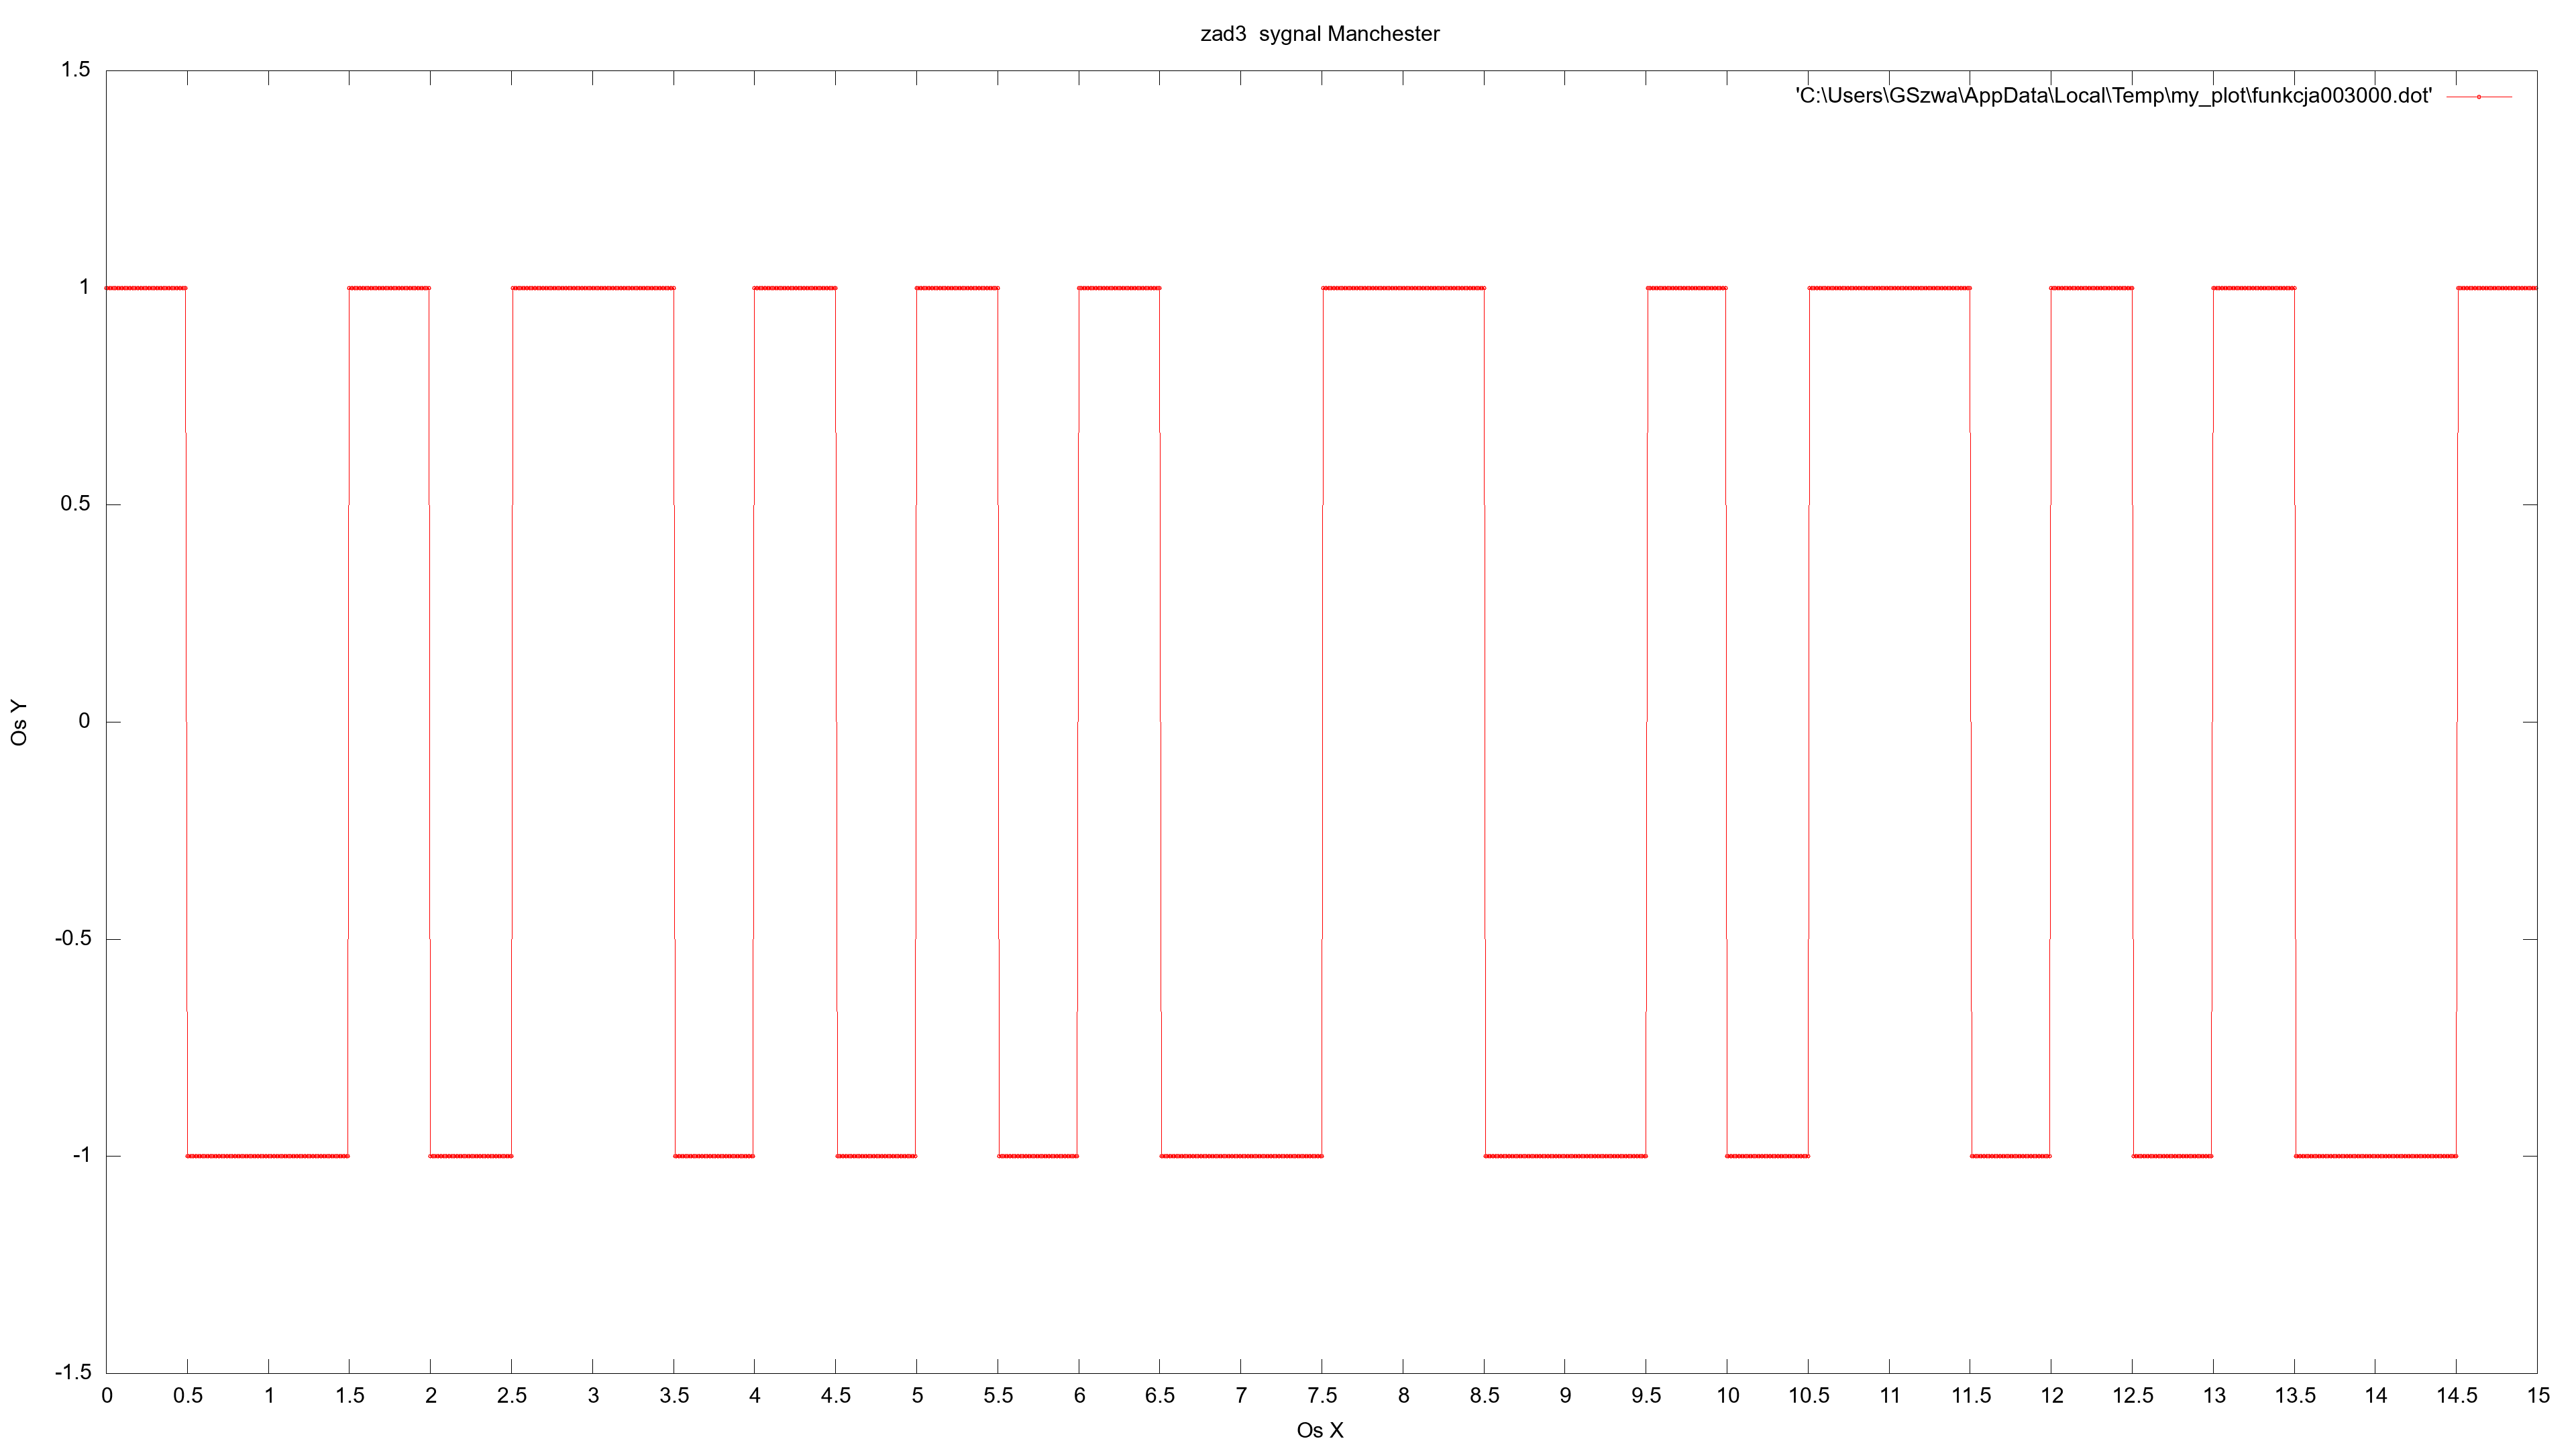 zad3  sygnal Manchester
'C:\Users\GSzwa\AppData\Local\Temp\my_plot\funkcja003000.dot'
1.5
1
0.5
0
-0.5
-1
-1.5
Os Y
0 0.5 1 1.5 2 2.5 3 3.5 4 4.5 5 5.5 6 6.5 7 7.5 8 8.5 9 9.5 10 10.5 11 11.5 12 12.5 13 13.5 14 14.5 15
Os X